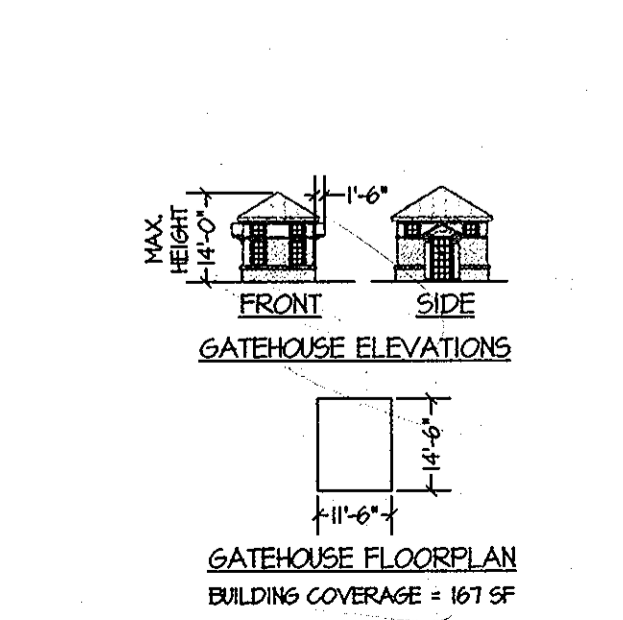 1'-6"
MAX.
HEIGHT
14'-0"
FRONT SIDE
GATEHOUSE ELEVATIONS
14'-6"
11'-6"
GATEHOUSE FLOORPLAN
BUILDING COVERAGE = 167 SF